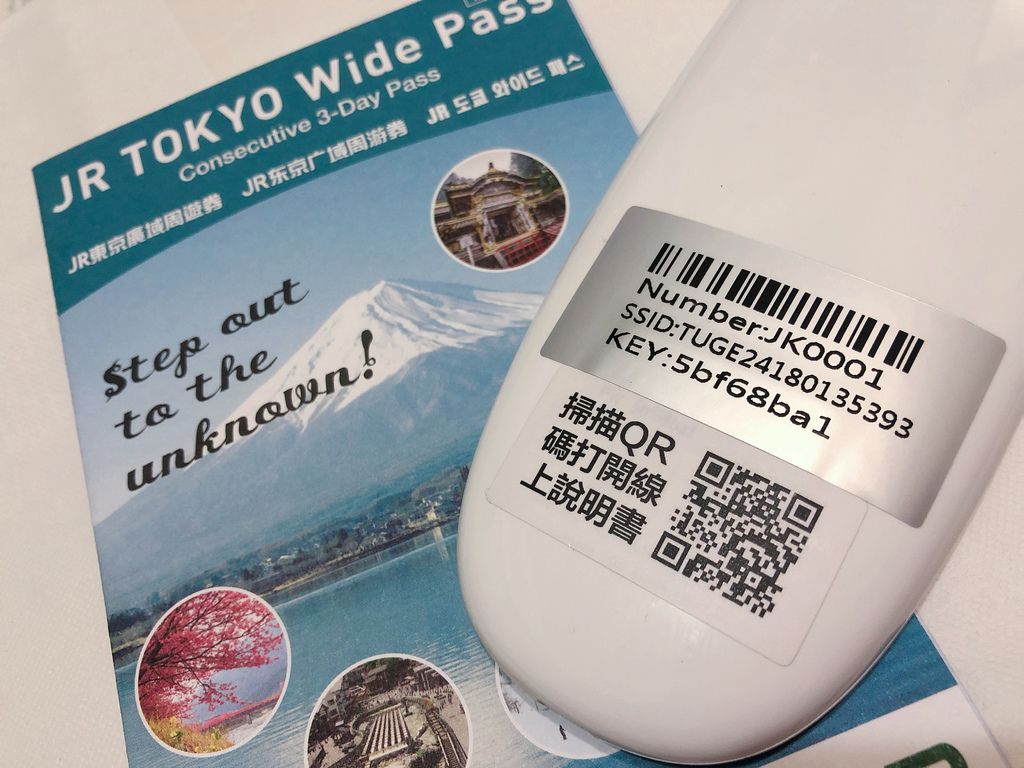 JR TOKYO Wide Pass
Consecutive 3-Day Pass
JR東京廣域周遊券 JR东京广域周游券 JR 도쿄 와이드 패스
Step out
to the
unknown!
Number:JK0001
SSID:TUGE24180135393
KEY:5bf68ba1
掃描QR
碼打開線
上說明書